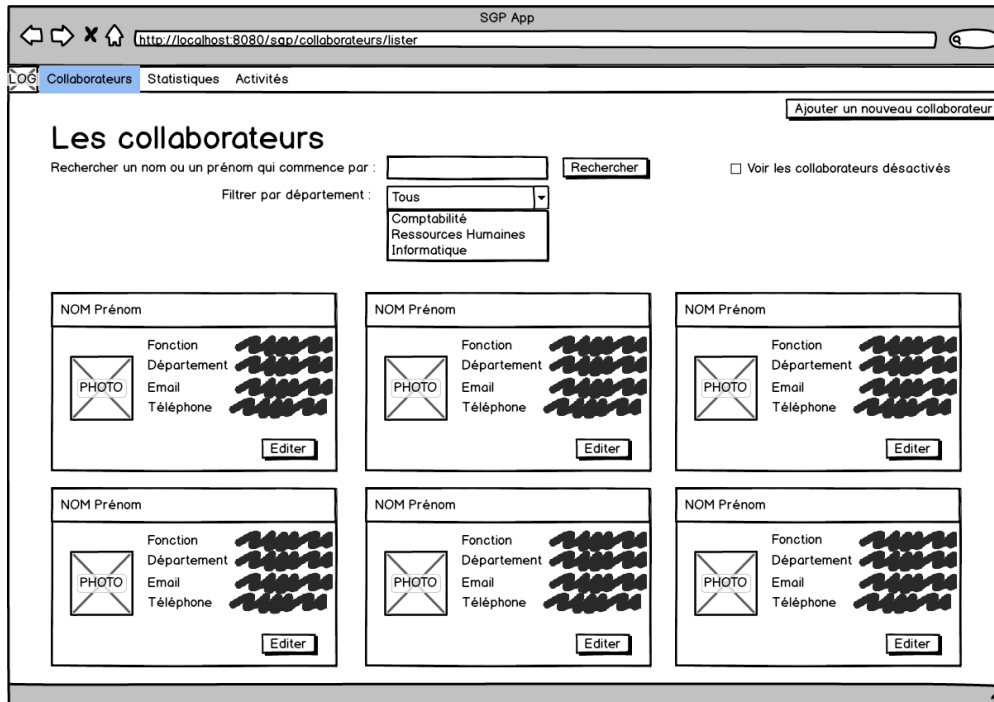 SGP App
http://localhost:8080/sgp/collaborateurs/lister
LOG Collaborateurs Statistiques Activités
Ajouter un nouveau collaborateur
Les collaborateurs
Rechercher un nom ou un prénom qui commence par : Rechercher Voir les collaborateurs désactivés
Filtrer par département : Tous
Comptabilité
Ressources Humaines
Informatique
NOM Prénom
PHOTO
Fonction
Département
Email
Téléphone
Editer
NOM Prénom
PHOTO
Fonction
Département
Email
Téléphone
Editer
NOM Prénom
PHOTO
Fonction
Département
Email
Téléphone
Editer
NOM Prénom
PHOTO
Fonction
Département
Email
Téléphone
Editer
NOM Prénom
PHOTO
Fonction
Département
Email
Téléphone
Editer
NOM Prénom
PHOTO
Fonction
Département
Email
Téléphone
Editer